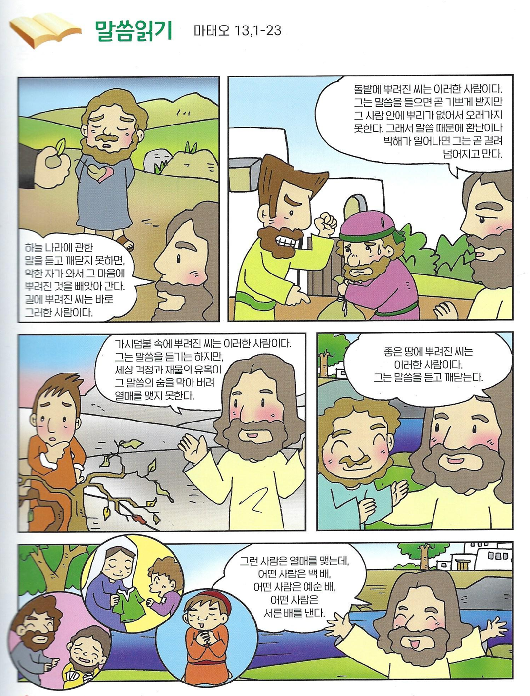 말씀읽기 마태오 13,1-23
돌밭에 뿌려진 씨는 이러한 사람이다.
그는 말씀을 들으면 곧 기쁘게 받지만
그 사람 안에 뿌리가 없어서 오래가지
못한다. 그래서 말씀 때문에 환난이나
박해가 일어나면 그는 곧 걸려
넘어지고 만다.
하늘 나라에 관한
말을 듣고 깨닫지 못하면,
악한 자가 와서 그 마음에
뿌려진 것을 빼앗아 간다.
길에 뿌려진 씨는 바로
그러한 사람이다.
가시덤불 속에 뿌려진 씨는 이러한 사람이다.
그는 말씀을 듣기는 하지만,
세상 걱정과 재물의 유혹이
그 말씀의 숨을 막아 버려
열매를 맺지 못한다.
좋은 땅에 뿌려진 씨는
이러한 사람이다.
그는 말씀을 듣고 깨닫는다.
그런 사람은 열매를 맺는데,
어떤 사람은 백 배,
어떤 사람은 예순 배,
어떤 사람은
서른 배를 낸다.